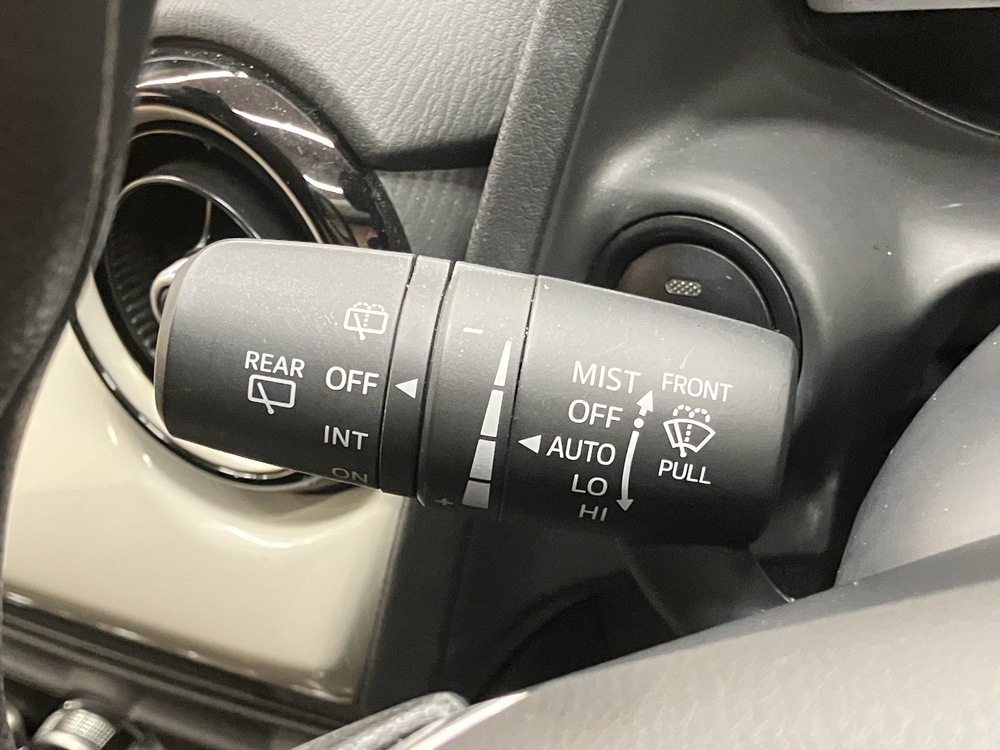 REAR
OFF
INT
ON
−
+
MIST
OFF
AUTO
LO
HI
FRONT
PULL